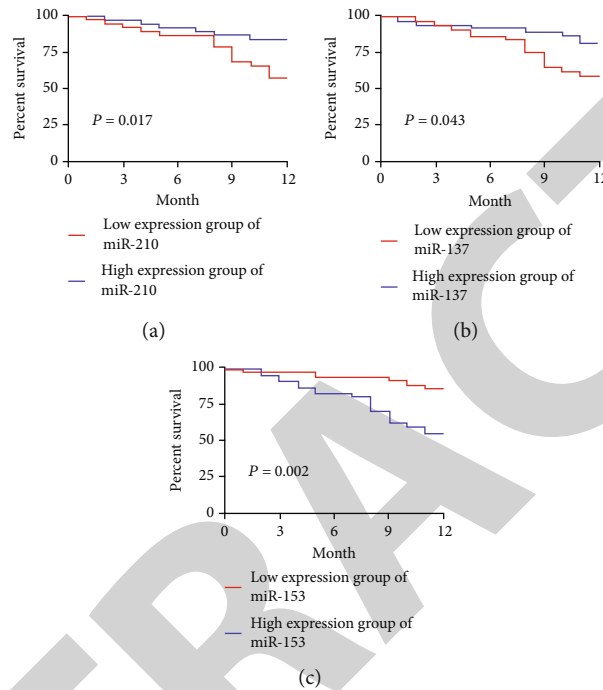 100
75
50
25
0
Percent survival
P = 0.017
0 3 6 9 12
Month
Low expression group of
miR-210
High expression group of
miR-210
(a)
100
75
50
25
0
Percent survival
P = 0.043
0 3 6 9 12
Month
Low expression group of
miR-137
High expression group of
miR-137
(b)
100
75
50
25
0
Percent survival
P = 0.002
0 3 6 9 12
Month
Low expression group of
miR-153
High expression group of
miR-153
(c)
TRACT